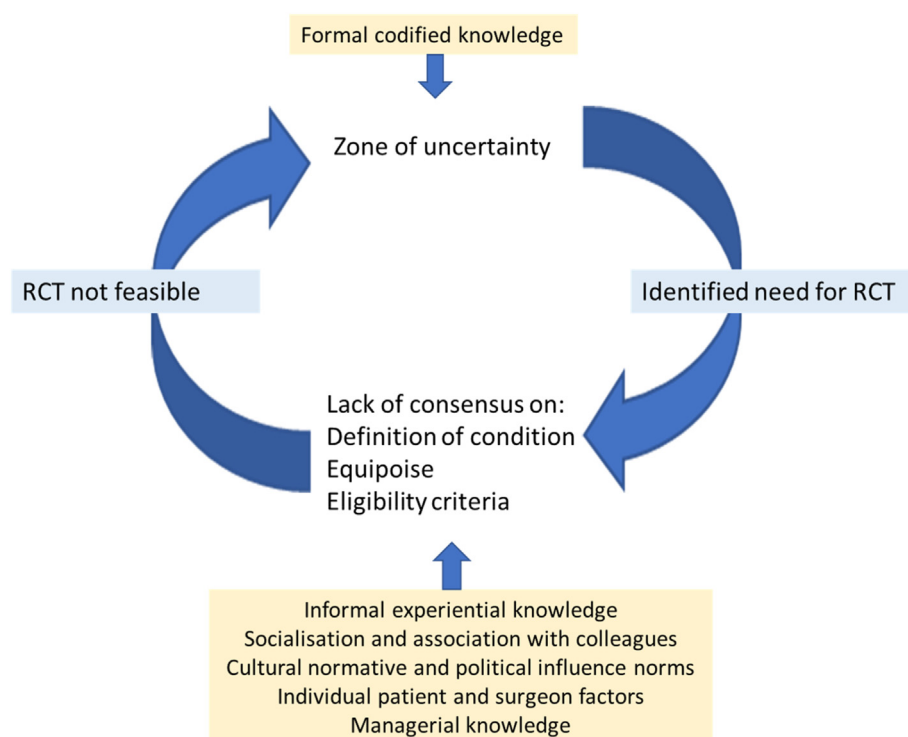 Formal codified knowledge
Zone of uncertainty
RCT not feasible
Identified need for RCT
Lack of consensus on:
Definition of condition
Equipoise
Eligibility criteria
Informal experiential knowledge
Socialisation and association with colleagues
Cultural normative and political influence norms
Individual patient and surgeon factors
Managerial knowledge